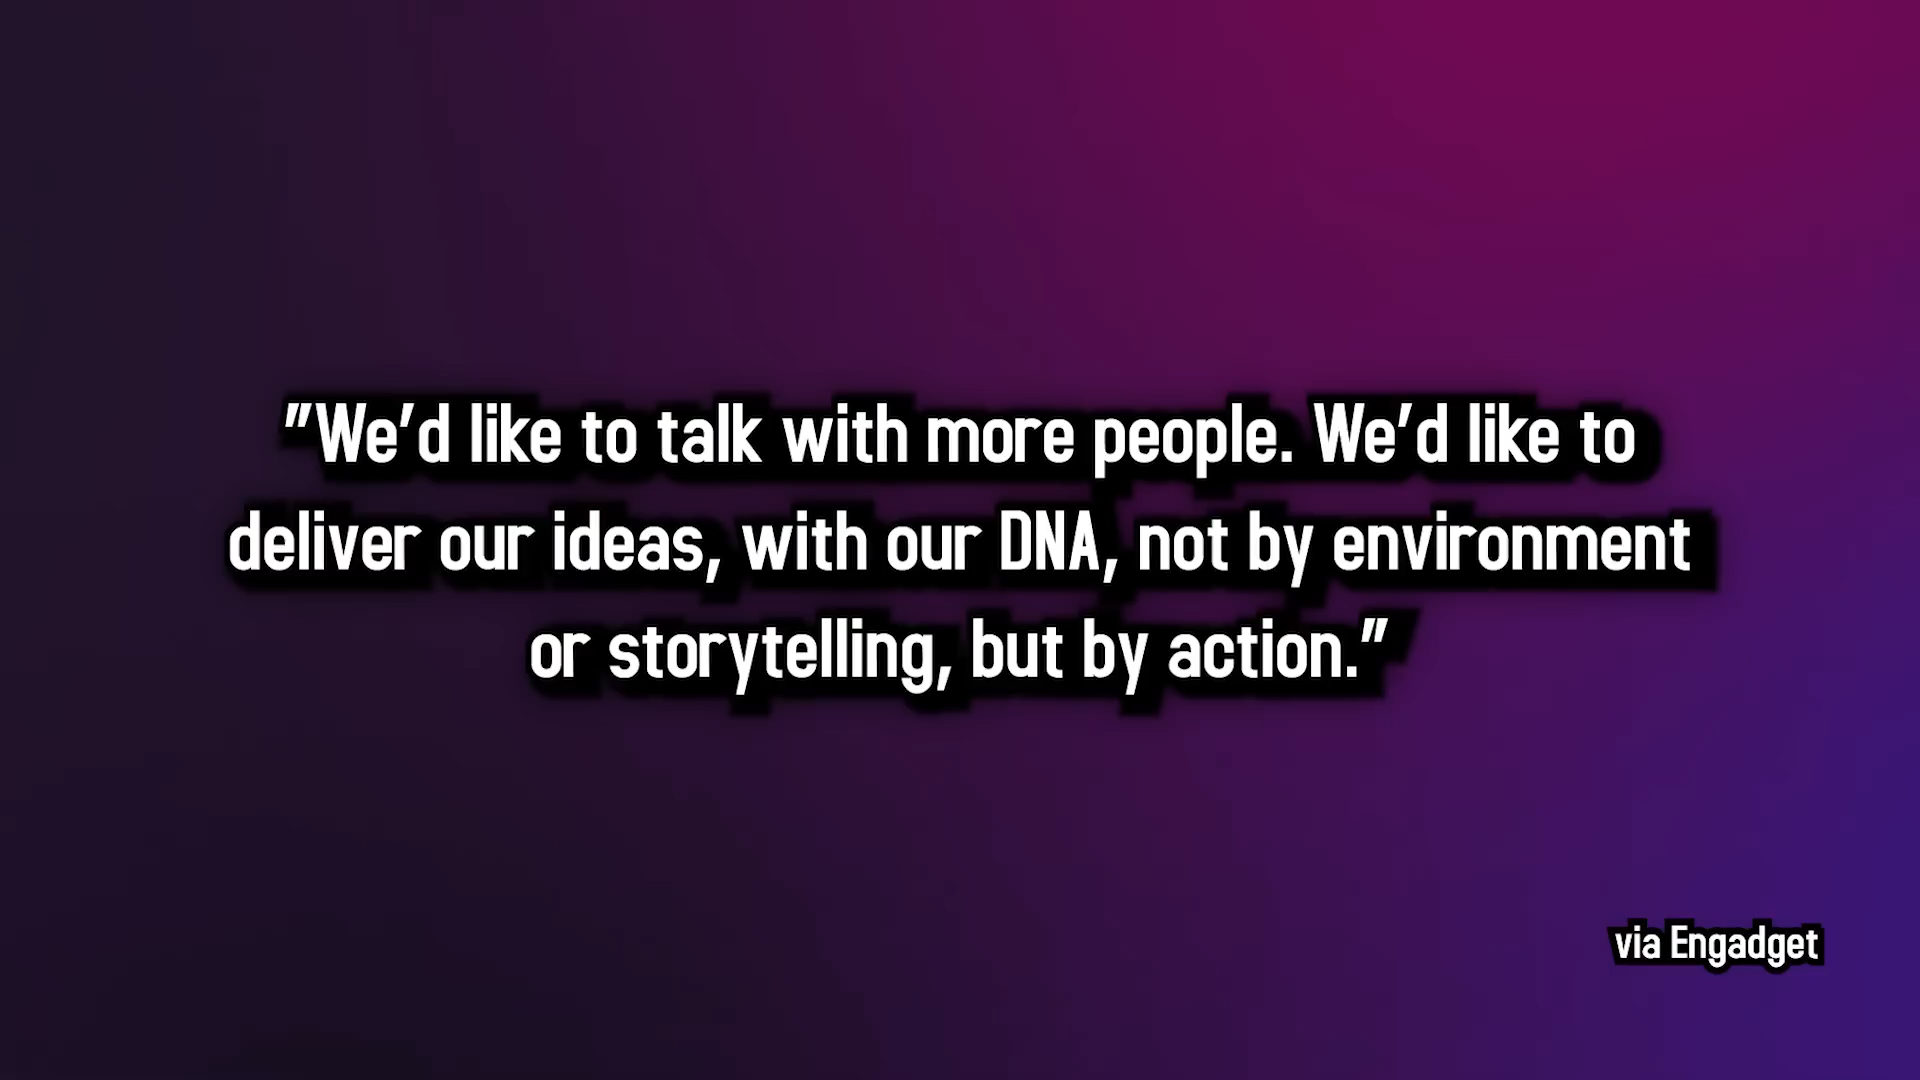 "We'd like to talk with more people. We'd like to
deliver our ideas, with our DNA, not by environment
or storytelling, but by action."
via Engadget